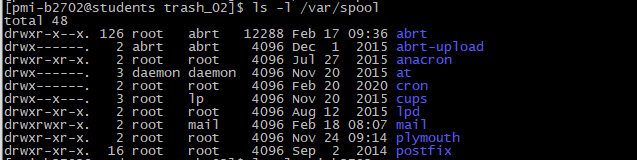 [pmi-b2702@students trash_02]$ ls -l /var/spool
total 48
drwxr-x--x. 126 root   abrt   12288 Feb 17 09:36 abrt
drwx------.   2 abrt   abrt    4096 Dec  1  2015 abrt-upload
drwxr-xr-x.   2 root   root    4096 Jul 27  2015 anacron
drwx------.   3 daemon daemon  4096 Nov 20  2015 at
drwx------.   2 root   root    4096 Feb 20  2020 cron
drwx--x---.   3 root   lp      4096 Nov 20  2015 cups
drwxr-xr-x.   2 root   root    4096 Aug 12  2015 lpd
drwxrwxr-x.   2 root   mail    4096 Feb 18 08:07 mail
drwxr-xr-x.   2 root   root    4096 Nov 24 09:14 plymouth
drwxr-xr-x.  16 root   root    4096 Sep  2  2014 postfix